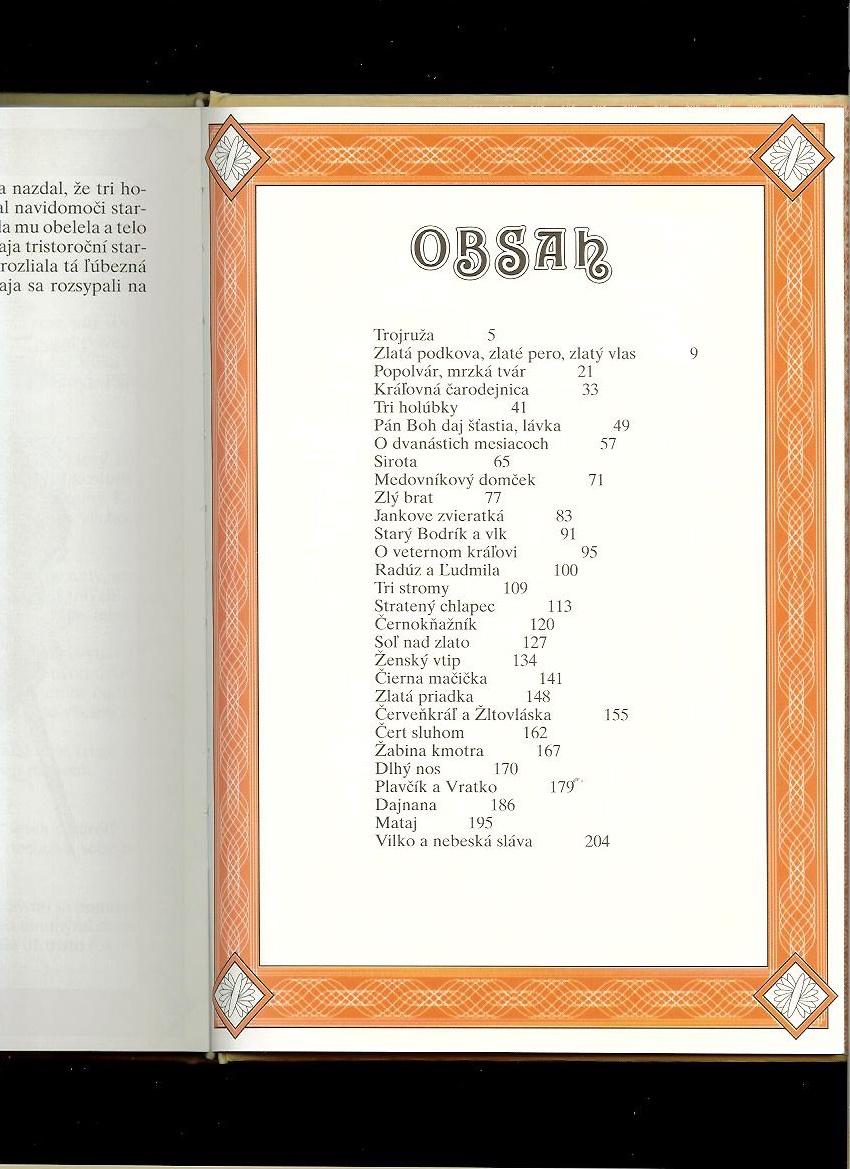 a nazdal, že tri ho-
al navidomoči star-
la mu obelela a telo
aja tristoroční star-
rozliala tá ľúbezná
aja sa rozsypali na
OBSAH
Trojruža 5
Zlatá podkova, zlaté pero, zlatý vlas 9
Popolvár, mrzká tvár 21
Kráľovná čarodejnica 33
Tri holúbky 41
Pán Boh daj šťastia, lávka 49
O dvanástich mesiacoch 57
Sirota 65
Medovníkový domček 71
Zlý brat 77
Jankove zvieratká 83
Starý Bodrík a vlk 91
O veternom kráľovi 95
Radúz a Ľudmila 100
Tri stromy 109
Stratený chlapec 113
Černokňažník 120
Soľ nad zlato 127
Ženský vtip 134
Čierna mačička 141
Zlatá priadka 148
Červeňkráľ a Žltovláska 155
Čert sluhom 162
Žabina kmotra 167
Dlhý nos 170
Plavčík a Vratko 179
Dajnana 186
Mataj 195
Vilko a nebeská sláva 204